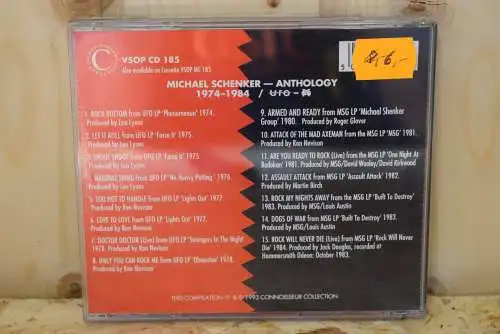 C
VSOP CD 185
Also available on Cassette VSOP MC 185
MICHAEL SCHENKER — ANTHOLOGY
1974–1984 / UFO –
1. ROCK BOTTOM from UFO LP 'Phenomenon' 1974.
Produced by Leo Lyons
2. LET IT ROLL from UFO LP 'Force It' 1975.
Produced by Leo Lyons
3. SHOOT SHOOT from UFO LP 'Force It' 1975.
Produced by Leo Lyons
4. NATURAL THING from UFO LP 'No Heavy Petting' 1976.
Produced by Leo Lyons
5. TOO HOT TO HANDLE from UFO LP 'Lights Out' 1977.
Produced by Ron Nevison
6. LOVE TO LOVE from UFO LP 'Lights Out' 1977.
Produced by Ron Nevison
7. DOCTOR DOCTOR (Live) from UFO LP 'Strangers In The Night'
1978. Produced by Ron Nevison
8. ONLY YOU CAN ROCK ME from UFO LP 'Obsession' 1978.
Produced by Ron Nevison
9. ARMED AND READY from MSG LP 'Michael Shenker
Group' 1980. Produced by Roger Glover
10. ATTACK OF THE MAD AXEMAN from the MSG LP 'MSG' 1981.
Produced by Ron Nevison
11. ARE YOU READY TO ROCK (Live) from MSG LP 'One Night At
Budokan' 1981. Produced by MSG/David Wooley/David Kirkwood
12. ASSAULT ATTACK from MSG LP 'Assault Attack' 1982.
Produced by Martin Birch
13. ROCK MY NIGHTS AWAY from MSG LP 'Built To Destroy'
1983. Produced by MSG/Louis Austin
14. DOGS OF WAR from MSG LP 'Built To Destroy' 1983.
Produced by MSG/Louis Austin
15. ROCK WILL NEVER DIE (Live) from MSG LP 'Rock Will Never
Die' 1984. Produced by Jack Douglas, recorded at
Hammersmith Odeon: October 1983.
THIS COMPILATION ℗ & © 1993 CONNOISSEUR COLLECTION